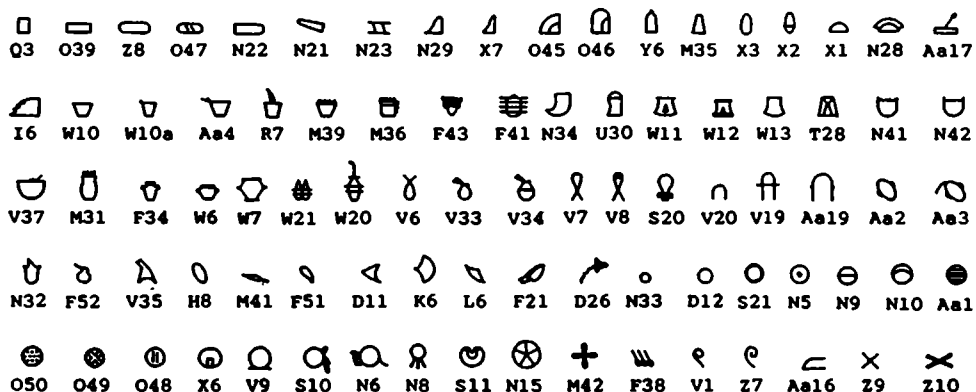 Q3 O39 Z8 O47 N22 N21 N23 N29 X7 O45 O46 Y6 M35 X3 X2 X1 N28 Aa17
I6 W10 W10a Aa4 R7 M39 M36 F43 F41 N34 U30 W11 W12 W13 T28 N41 N42
V37 M31 F34 W6 W7 W21 W20 V6 V33 V34 V7 V8 S20 V20 V19 Aa19 Aa2 Aa3
N32 F52 V35 H8 M41 F51 D11 K6 L6 F21 D26 N33 D12 S21 N5 N9 N10 Aa1
O50 O49 O48 X6 V9 S10 N6 N8 S11 N15 M42 F38 V1 Z7 Aa16 Z9 Z10